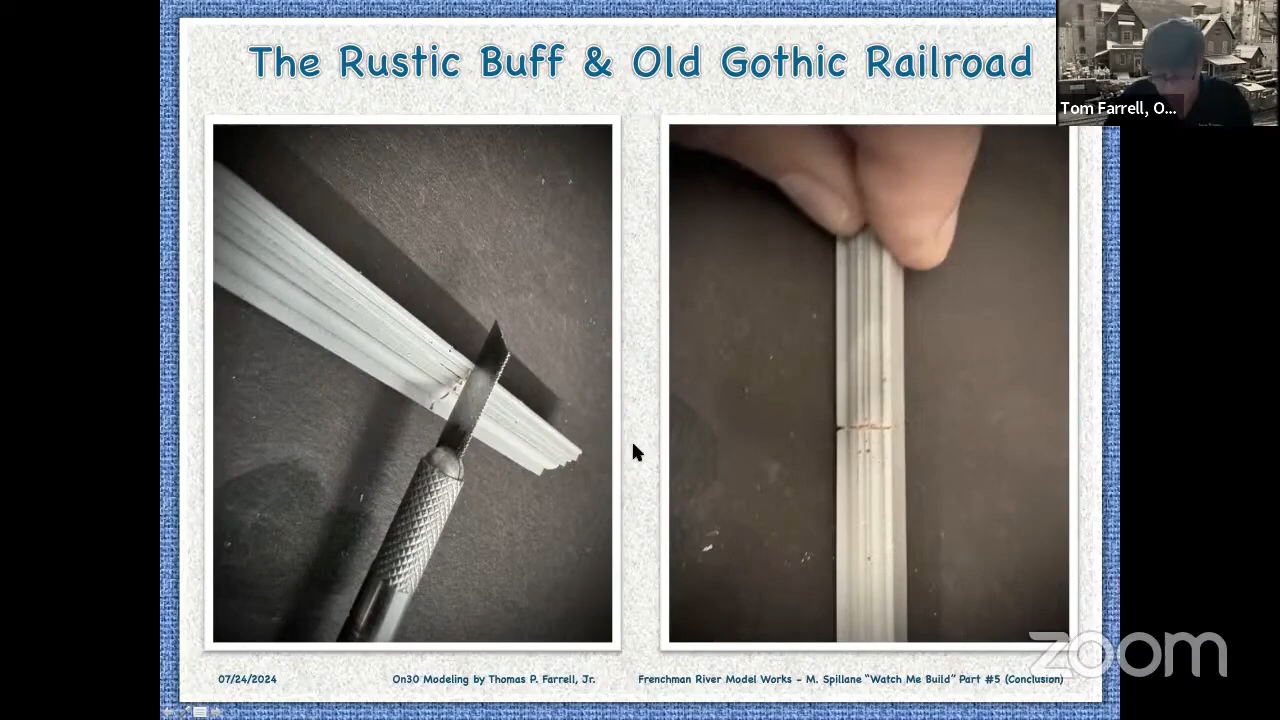 The Rustic Buff & Old Gothic Railroad
Tom Farrell, O...
07/24/2024
On30 Modeling by Thomas P. Farrell, Jr.
Frenchman River Model Works - M. Spillane "Watch Me Build" Part #5 (Conclusion)
zoom